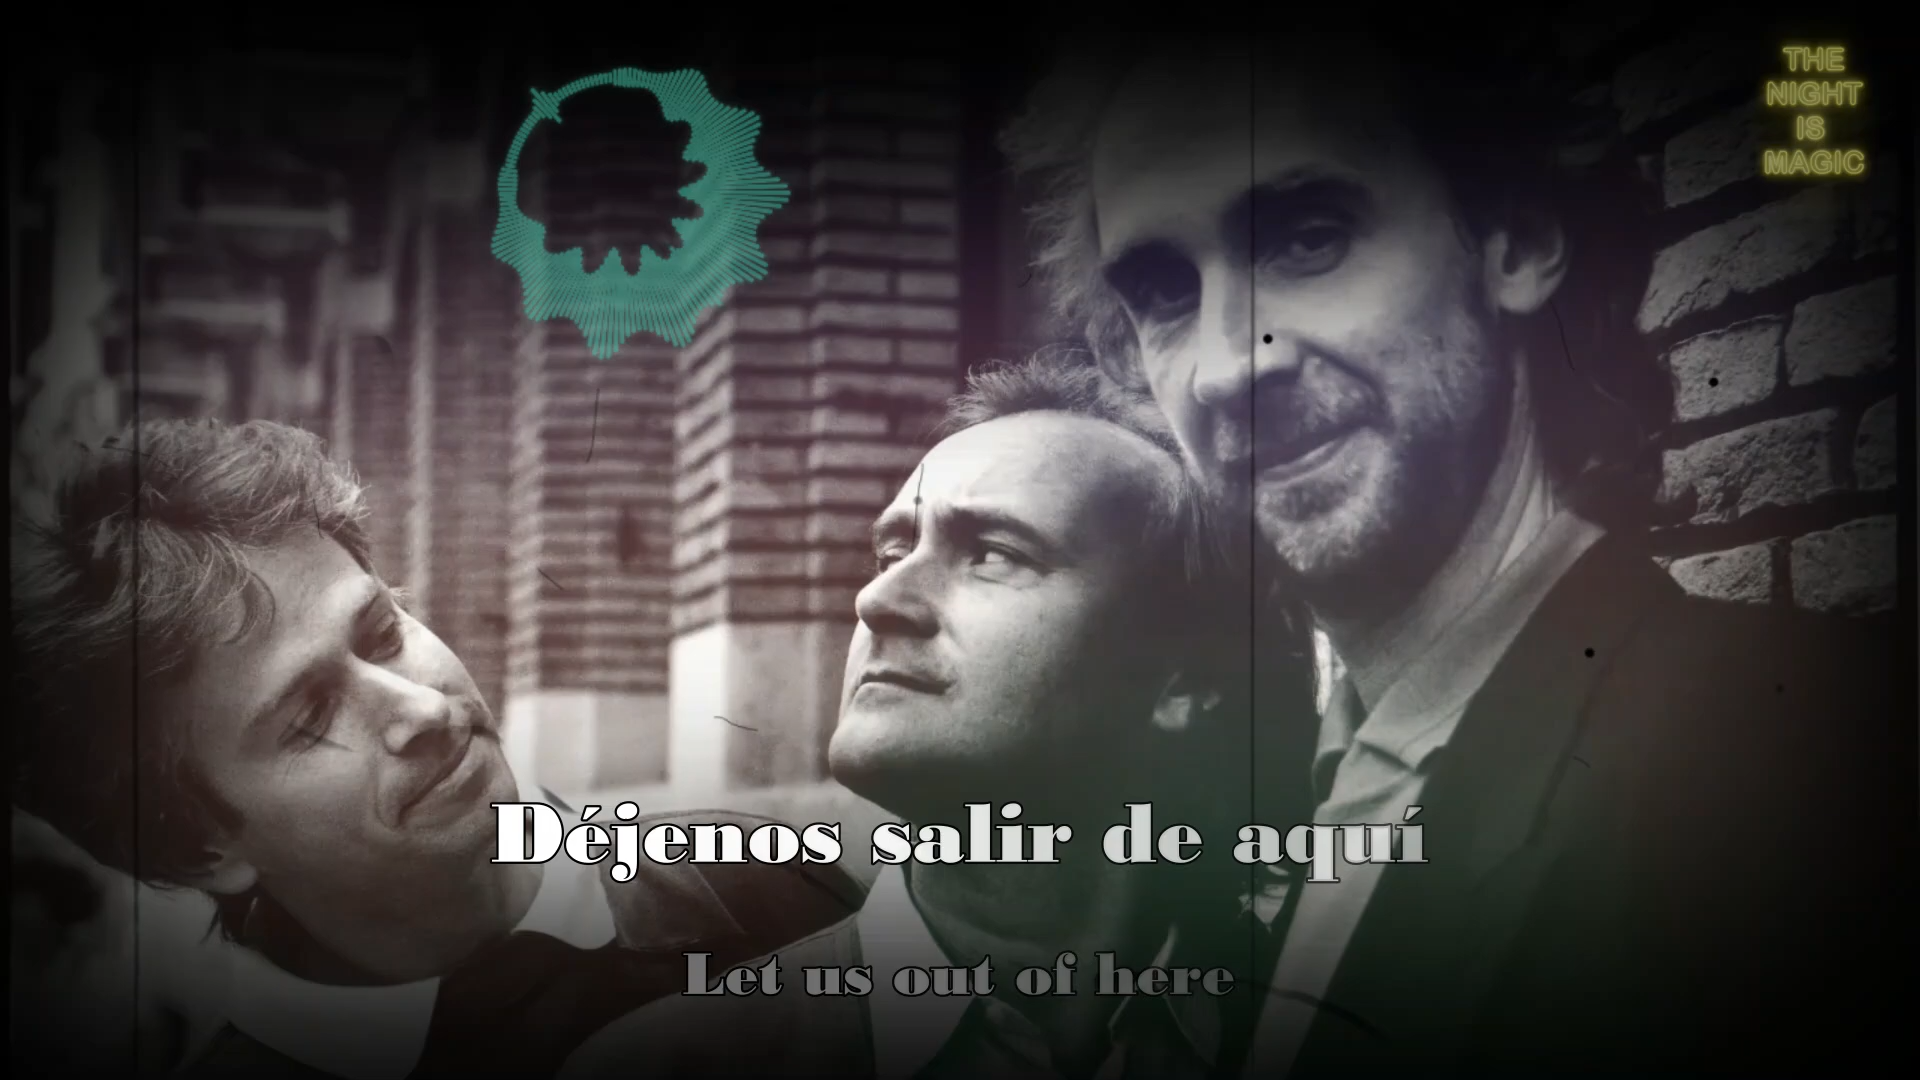 THE
NIGHT
IS
MAGIC
Déjenos salir de aquí
Let us out of here